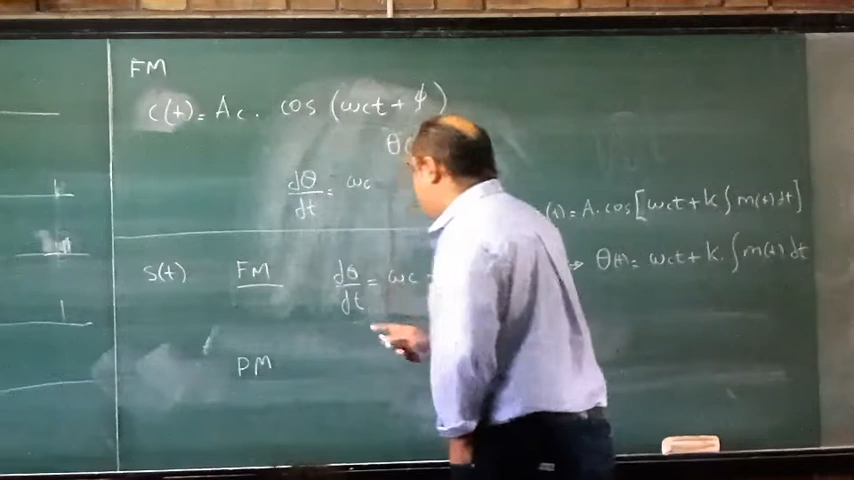 FM
c(t) = Ac . cos (ωct + ϕ)
dθ/dt = ωc
(t) = A. cos[ωct + k ∫m(t)dt]
s(t) FM dθ/dt = ωc → θ(t) = ωct + k. ∫m(t) dt
PM